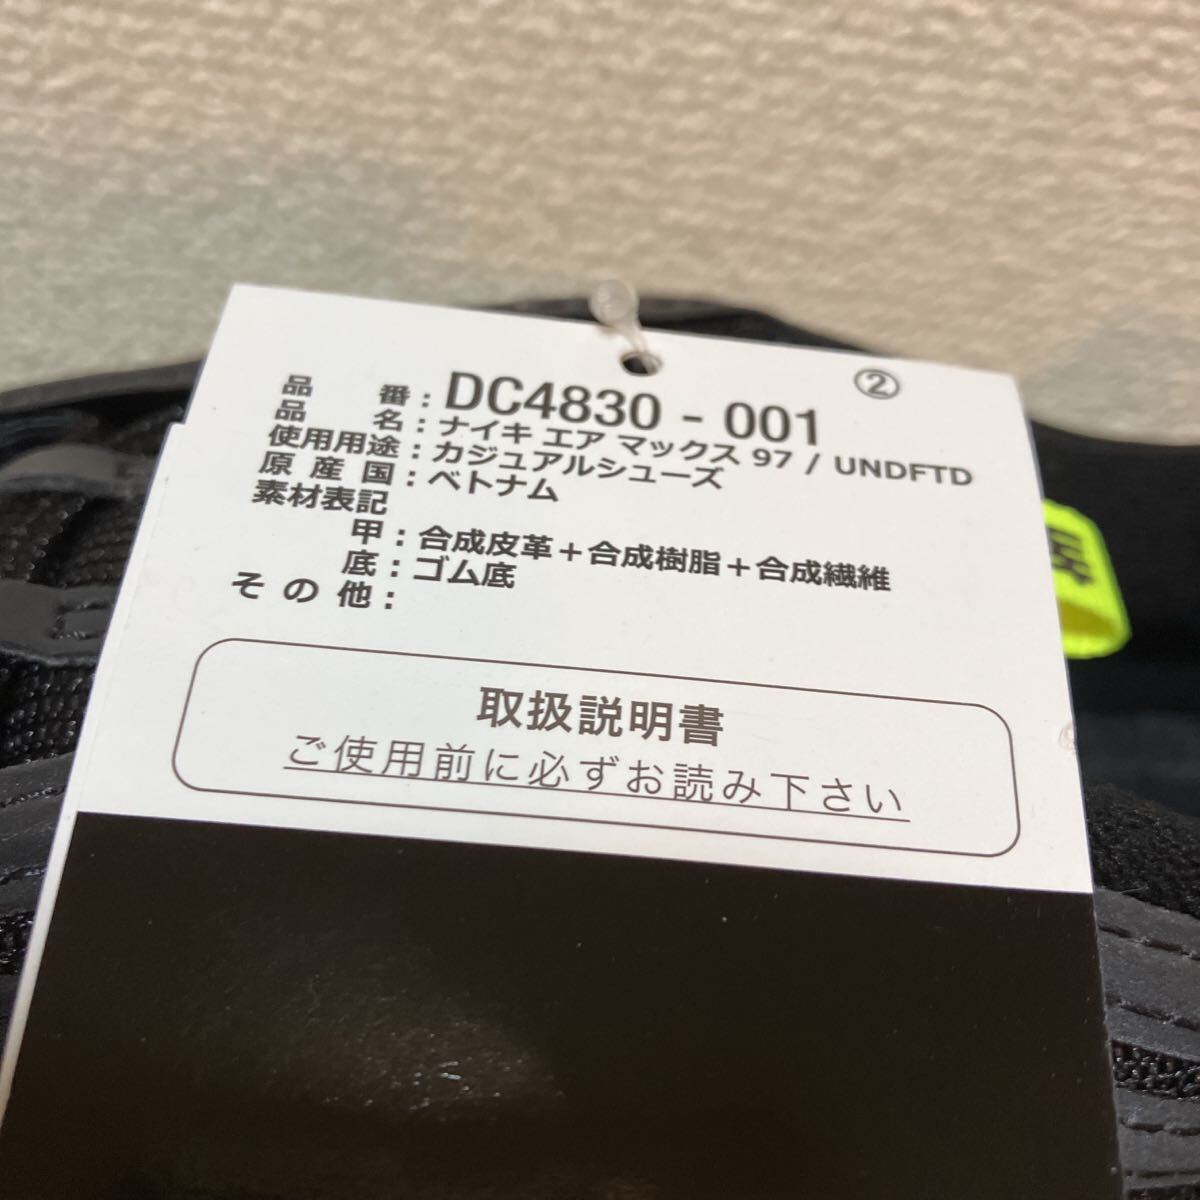 ②
品番：DC4830 - 001
品名：ナイキ エア マックス 97 / UNDFTD
使用用途：カジュアルシューズ
原産国：ベトナム
素材表記
甲：合成皮革＋合成樹脂＋合成繊維
底：ゴム底
その他：
取扱説明書
ご使用前に必ずお読み下さい